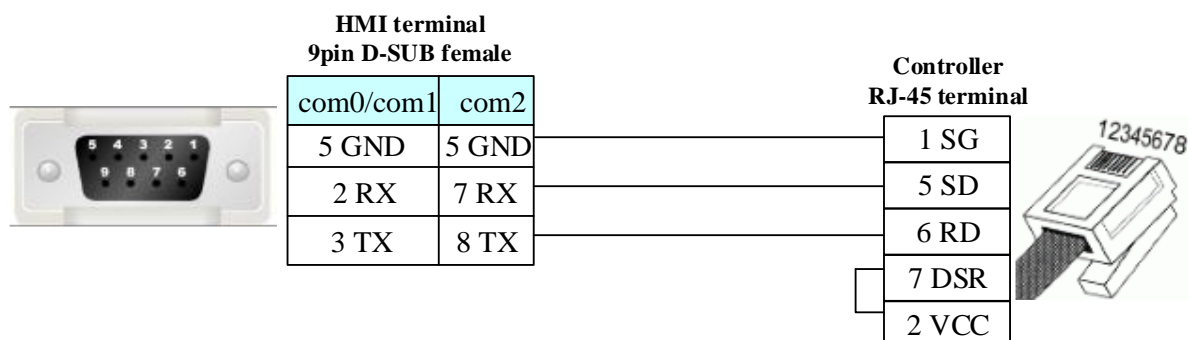 HMI terminal
9pin D-SUB female
com0/com1 com2
5 GND 5 GND
2 RX 7 RX
3 TX 8 TX
5 4 3 2 1
9 8 7 6
Controller
RJ-45 terminal
1 SG
5 SD
6 RD
7 DSR
2 VCC
12345678